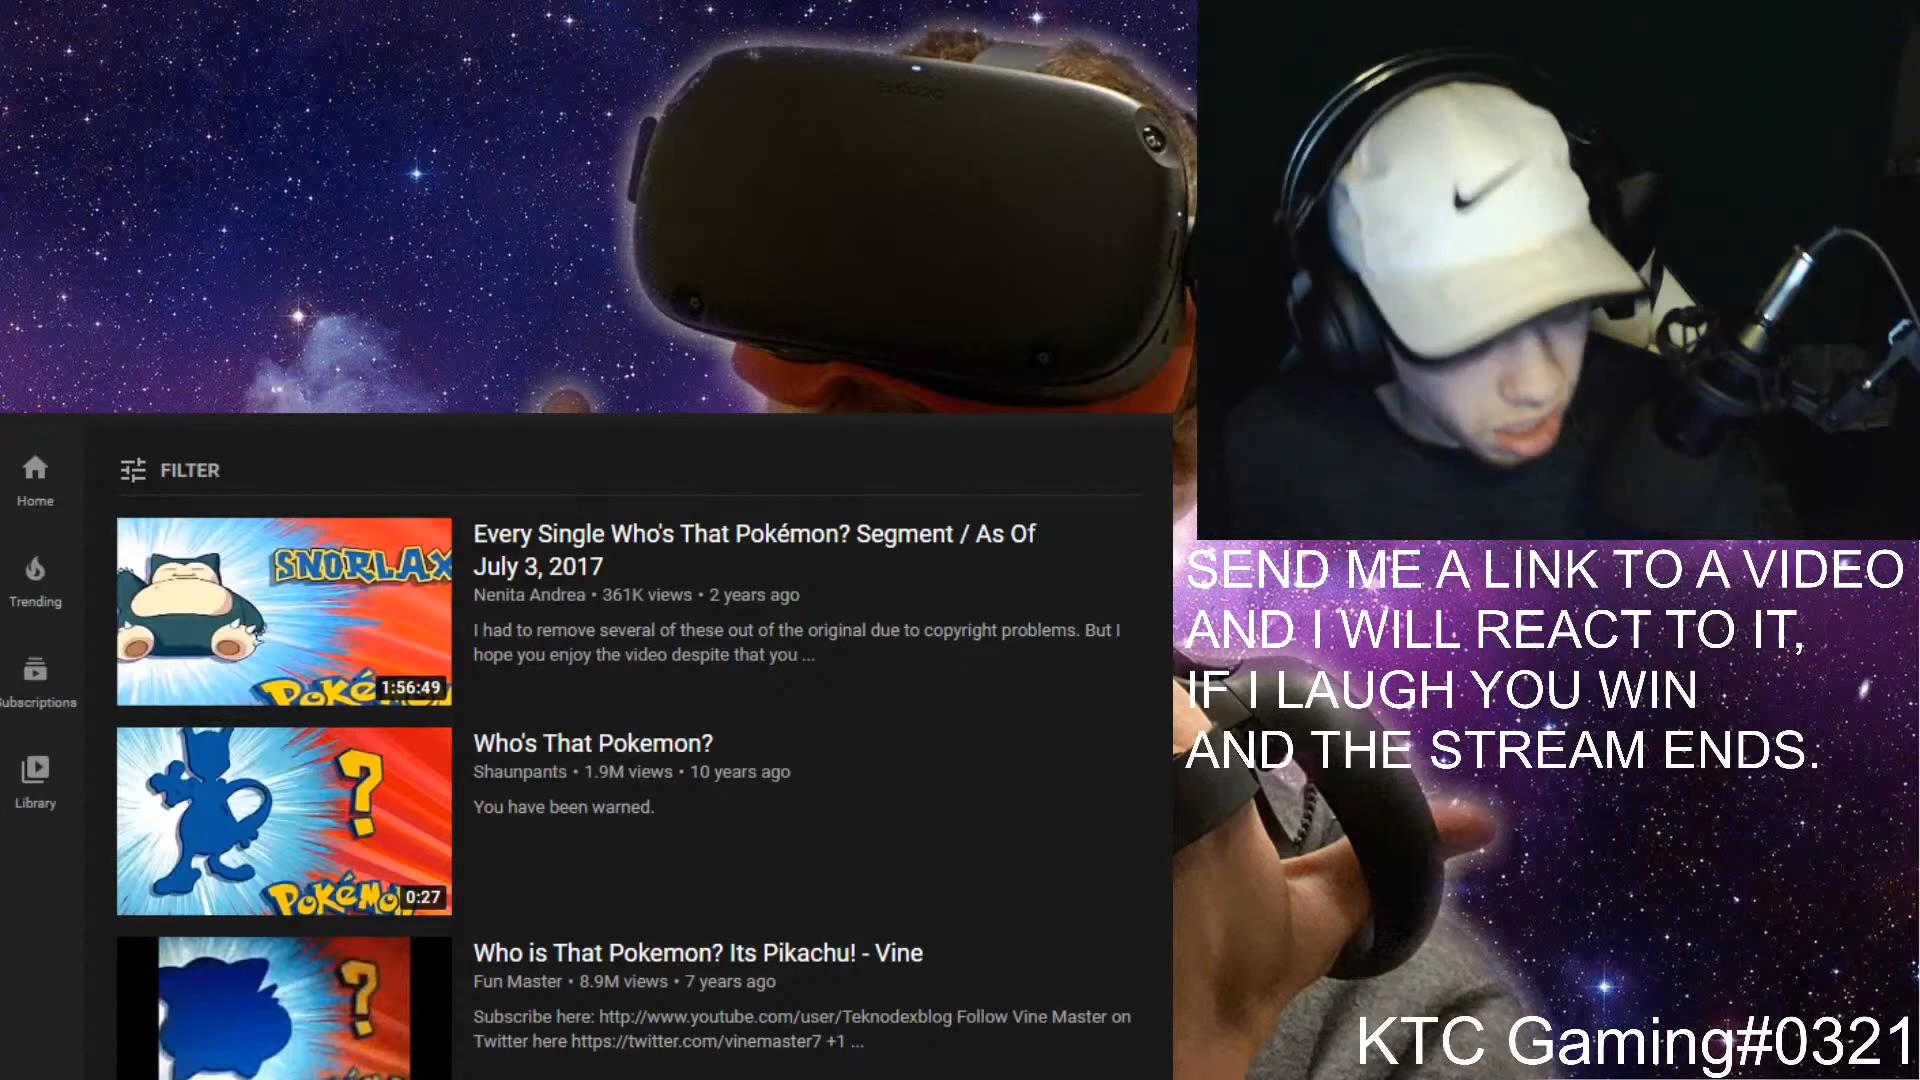 FILTER
Home
Trending
Subscriptions
Library
SNORLAX
POKÉ
1:56:49
Every Single Who's That Pokémon? Segment / As Of
July 3, 2017
Nenita Andrea • 361K views • 2 years ago
I had to remove several of these out of the original due to copyright problems. But I
hope you enjoy the video despite that you ...
?
POKÉMO
0:27
Who's That Pokemon?
Shaunpants • 1.9M views • 10 years ago
You have been warned.
?
Who is That Pokemon? Its Pikachu! - Vine
Fun Master • 8.9M views • 7 years ago
Subscribe here: http://www.youtube.com/user/Teknodexblog Follow Vine Master on
Twitter here https://twitter.com/vinemaster7 +1 ...
SEND ME A LINK TO A VIDEO
AND I WILL REACT TO IT,
IF I LAUGH YOU WIN
AND THE STREAM ENDS.
KTC Gaming#0321